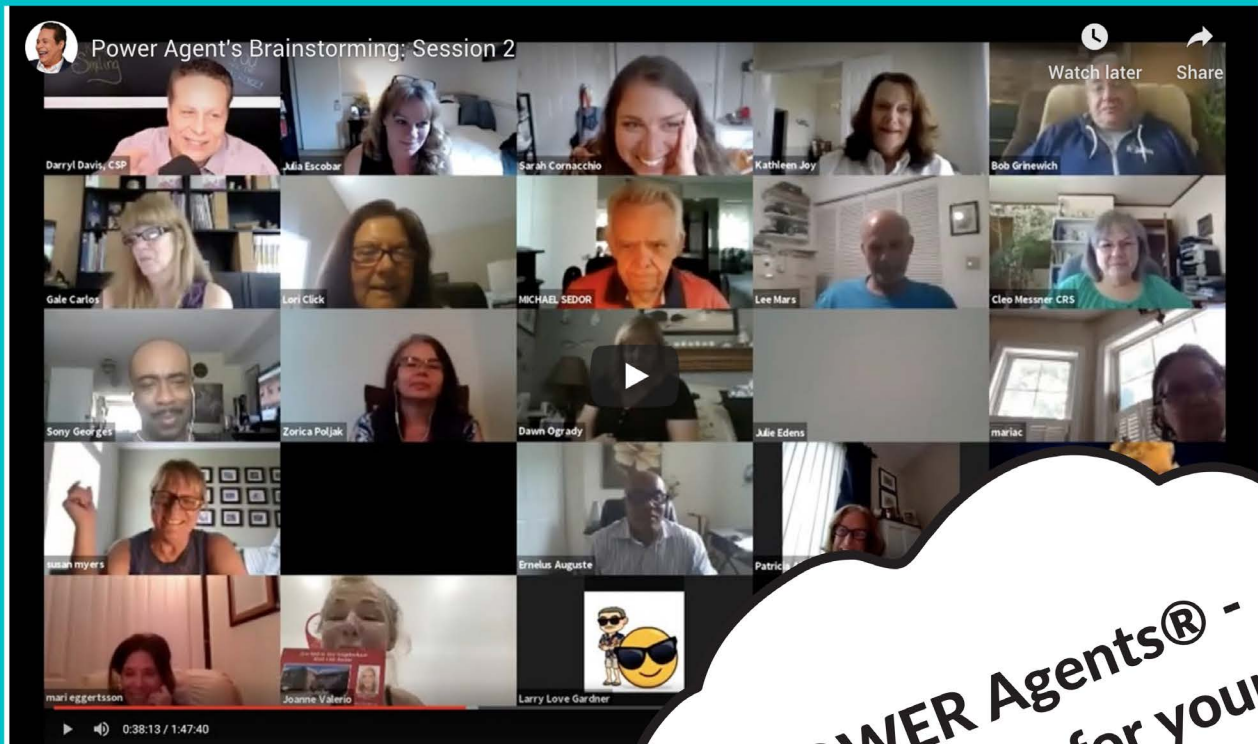 Power Agent's Brainstorming: Session 2
Watch later
Share
Smiling
Darryl Davis, CSP
Julia Escobar
Sarah Cornacchio
Kathleen Joy
Bob Grinewich
Gale Carlos
Lori Click
MICHAEL SEDOR
Lee Mars
Cleo Messner CRS
Sony Georges
Zorica Poljak
Dawn Ogrady
Julie Edens
mariac
susan myers
Ernelus Auguste
Patricia
mari eggertsson
Joanne Valerio
Larry Love Gardner
0:38:13 / 1:47:40
POWER Agents® -
for your